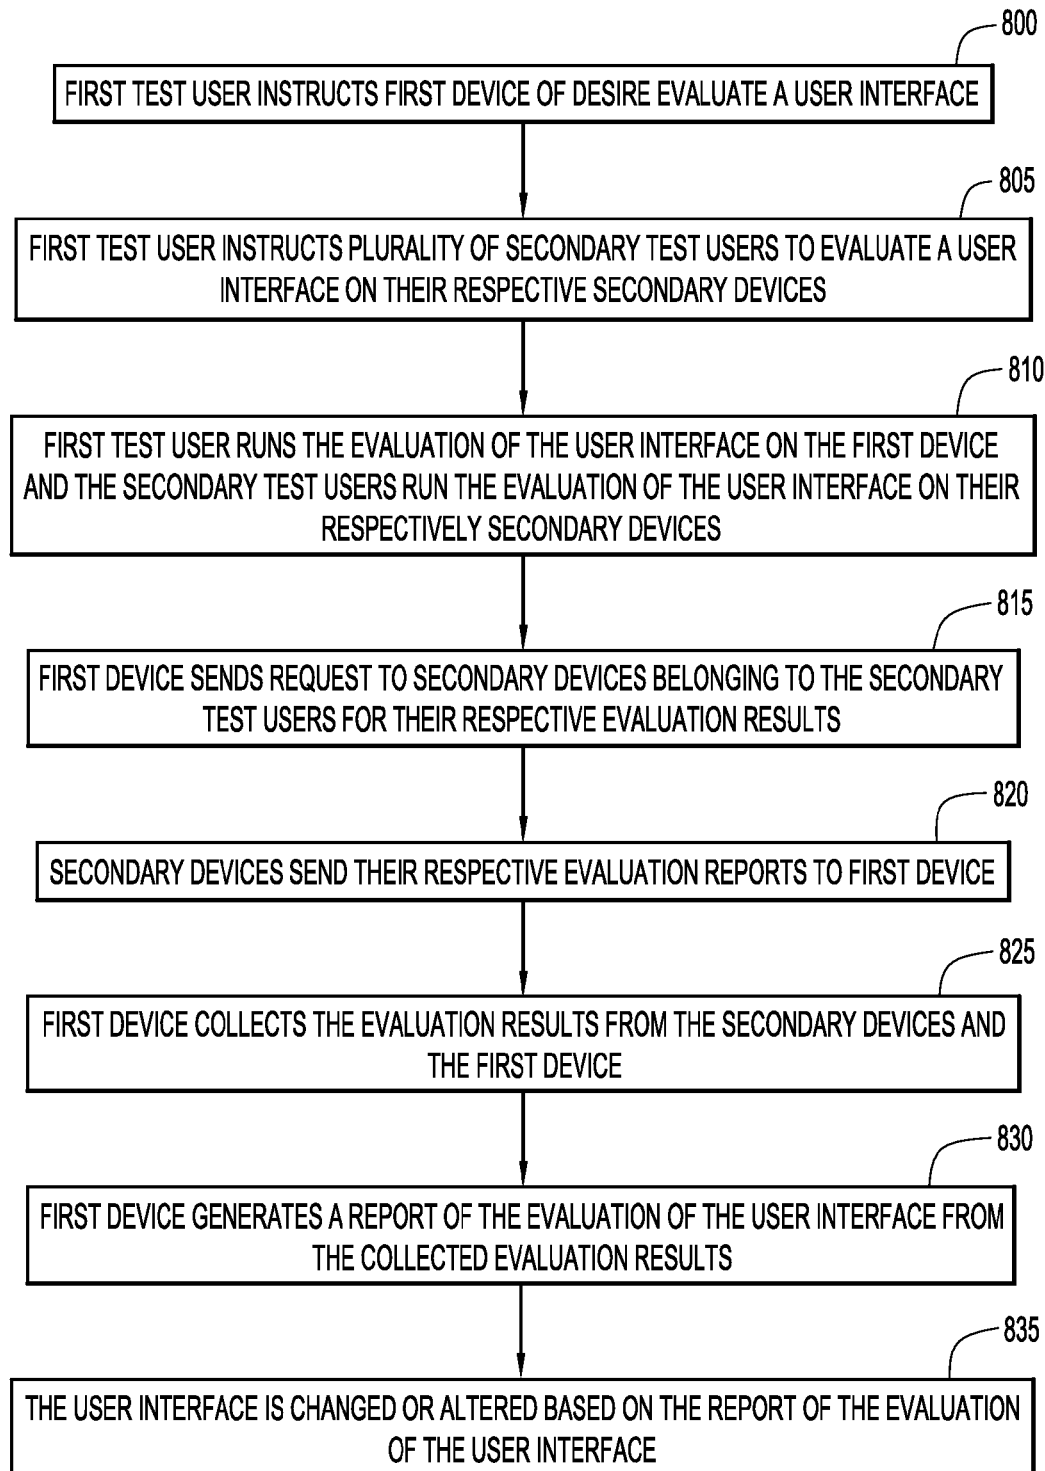 800
FIRST TEST USER INSTRUCTS FIRST DEVICE OF DESIRE EVALUATE A USER INTERFACE
805
FIRST TEST USER INSTRUCTS PLURALITY OF SECONDARY TEST USERS TO EVALUATE A USER
INTERFACE ON THEIR RESPECTIVE SECONDARY DEVICES
810
FIRST TEST USER RUNS THE EVALUATION OF THE USER INTERFACE ON THE FIRST DEVICE
AND THE SECONDARY TEST USERS RUN THE EVALUATION OF THE USER INTERFACE ON THEIR
RESPECTIVELY SECONDARY DEVICES
815
FIRST DEVICE SENDS REQUEST TO SECONDARY DEVICES BELONGING TO THE SECONDARY
TEST USERS FOR THEIR RESPECTIVE EVALUATION RESULTS
820
SECONDARY DEVICES SEND THEIR RESPECTIVE EVALUATION REPORTS TO FIRST DEVICE
825
FIRST DEVICE COLLECTS THE EVALUATION RESULTS FROM THE SECONDARY DEVICES AND
THE FIRST DEVICE
830
FIRST DEVICE GENERATES A REPORT OF THE EVALUATION OF THE USER INTERFACE FROM
THE COLLECTED EVALUATION RESULTS
835
THE USER INTERFACE IS CHANGED OR ALTERED BASED ON THE REPORT OF THE EVALUATION
OF THE USER INTERFACE